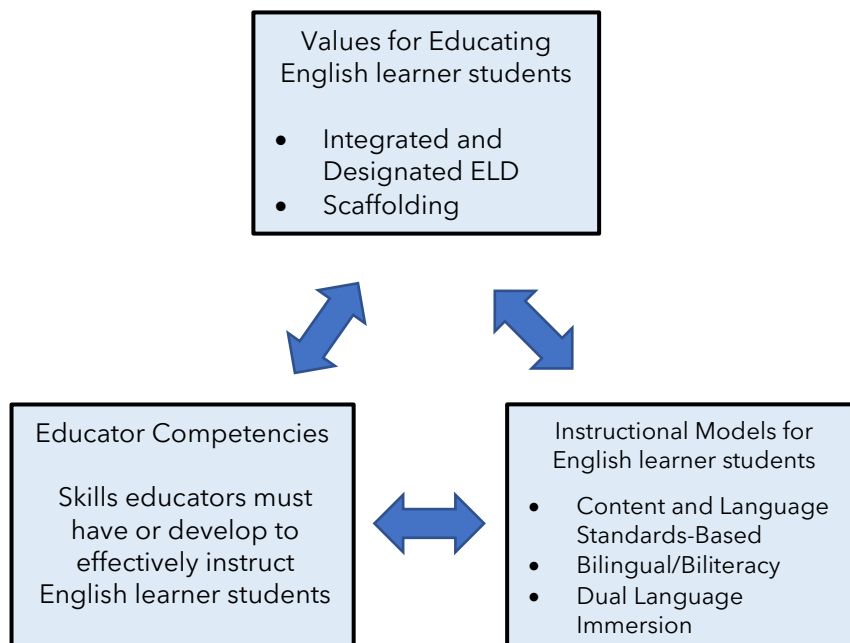 Values for Educating
English learner students
• Integrated and
Designated ELD
• Scaffolding
Educator Competencies
Skills educators must
have or develop to
effectively instruct
English learner students
Instructional Models for
English learner students
• Content and Language
Standards-Based
• Bilingual/Biliteracy
• Dual Language
Immersion